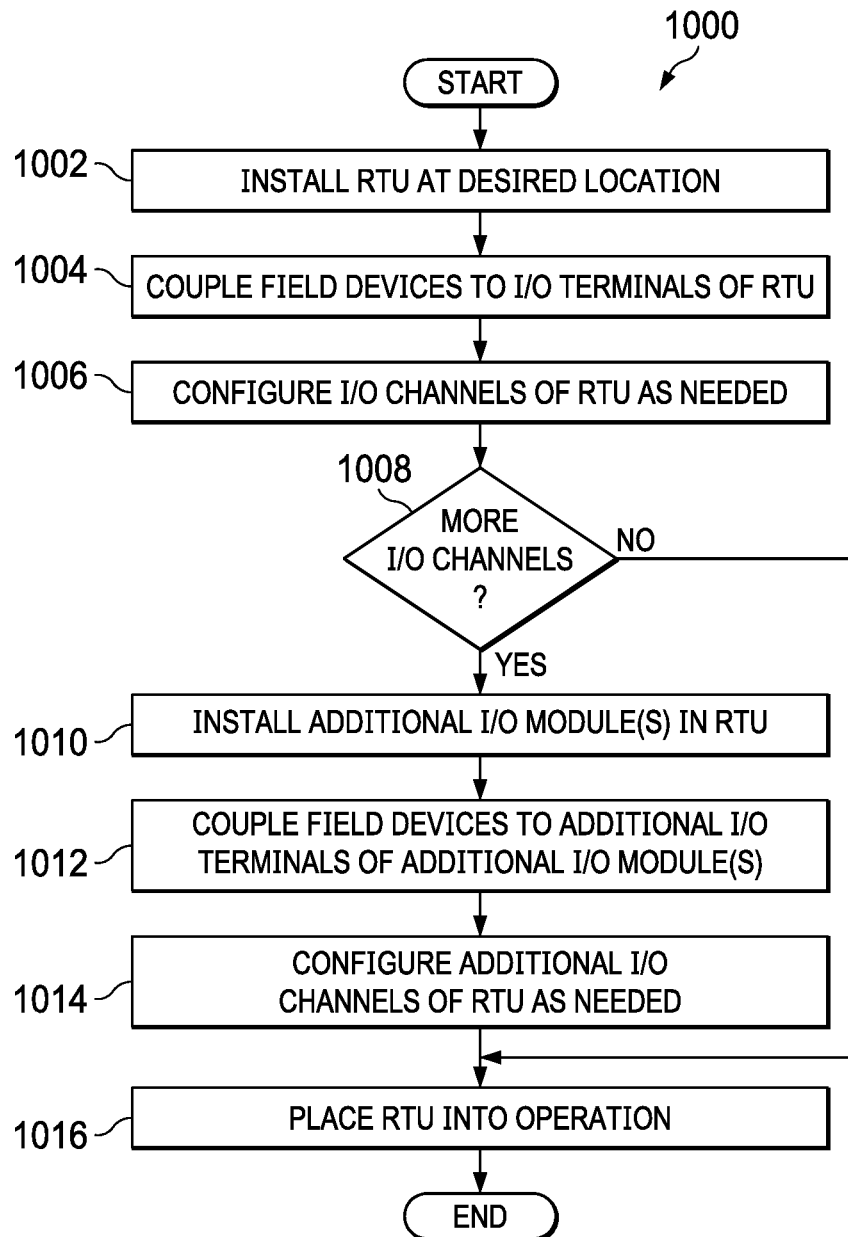 1000
START
1002
INSTALL RTU AT DESIRED LOCATION
1004
COUPLE FIELD DEVICES TO I/O TERMINALS OF RTU
1006
CONFIGURE I/O CHANNELS OF RTU AS NEEDED
1008
MORE
I/O CHANNELS
?
NO
YES
1010
INSTALL ADDITIONAL I/O MODULE(S) IN RTU
1012
COUPLE FIELD DEVICES TO ADDITIONAL I/O
TERMINALS OF ADDITIONAL I/O MODULE(S)
1014
CONFIGURE ADDITIONAL I/O
CHANNELS OF RTU AS NEEDED
1016
PLACE RTU INTO OPERATION
END